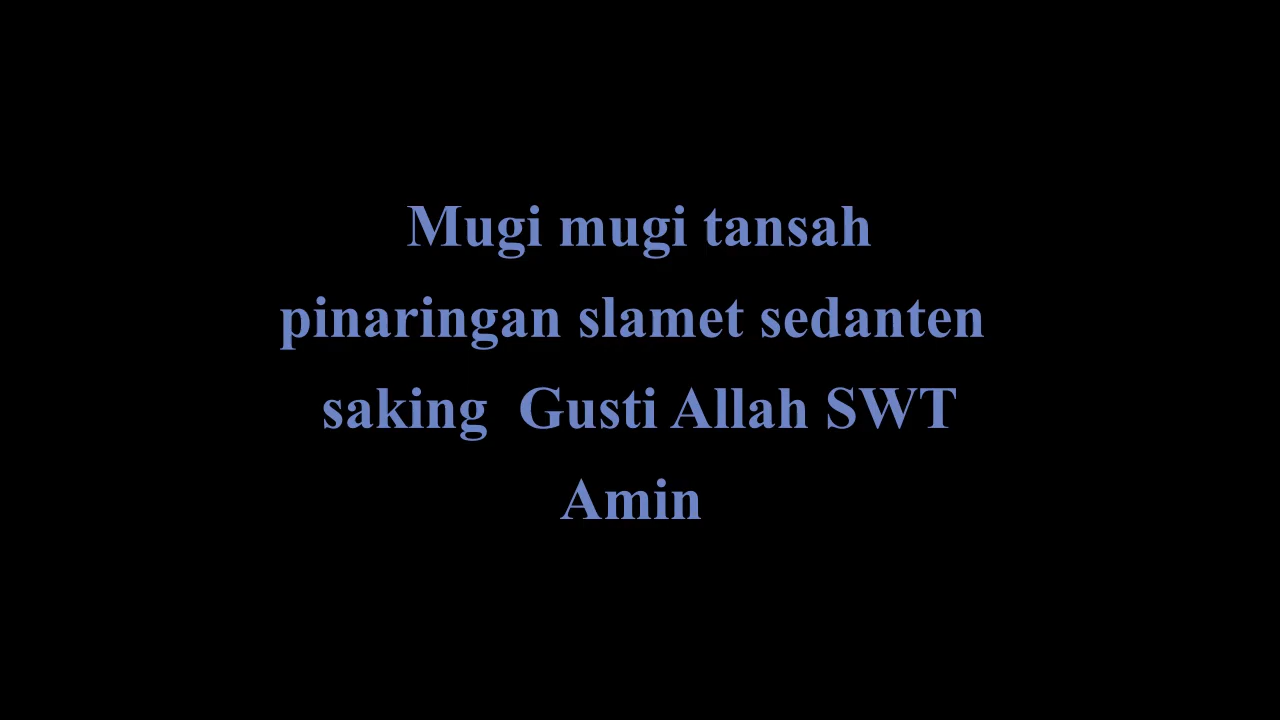 Mugi mugi tansah
pinaringan slamet sedanten
saking  Gusti Allah SWT
Amin